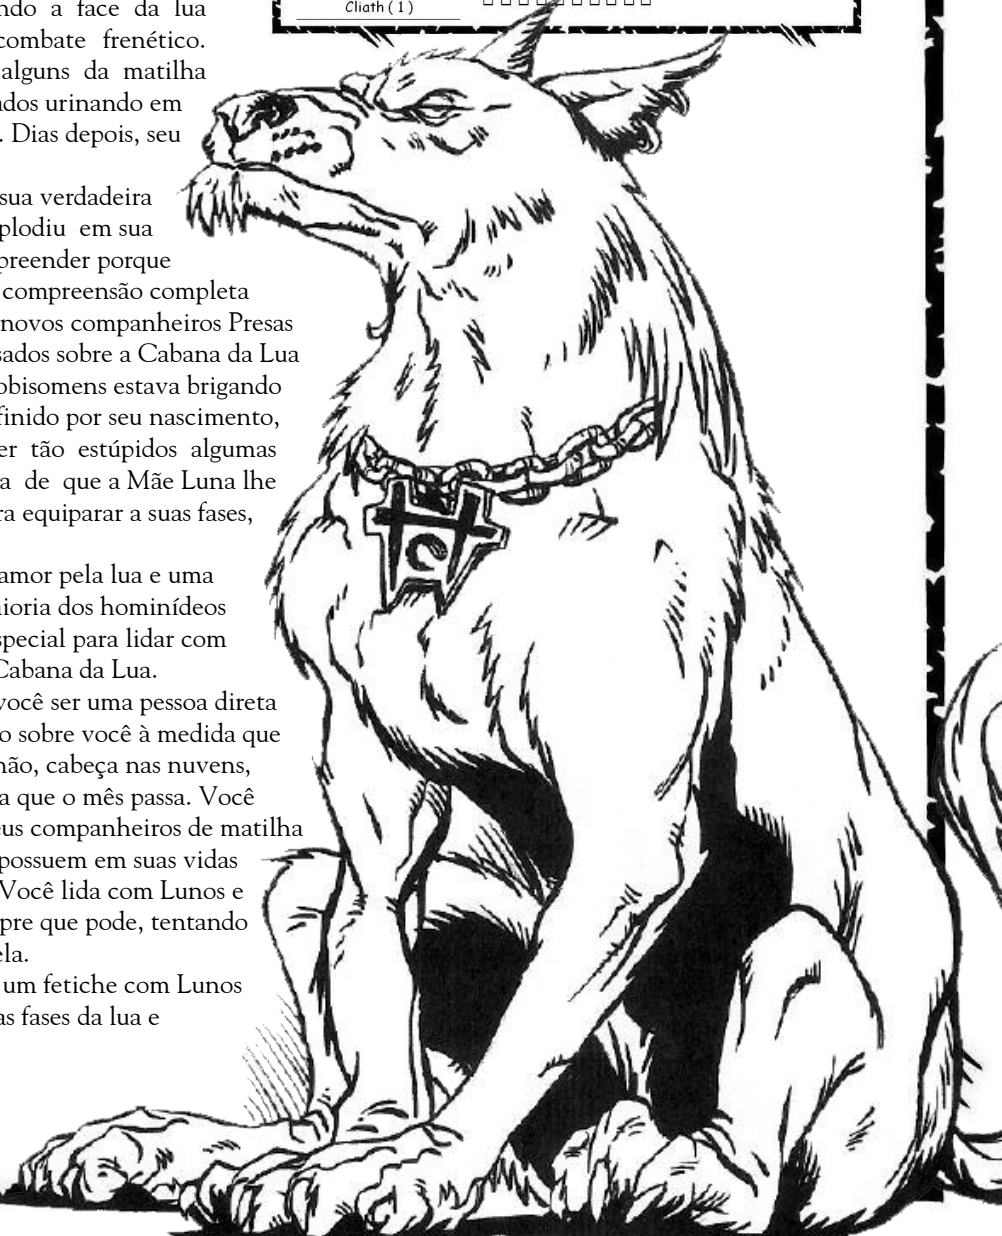 ndo a face da lua
combate frenético.
alguns da matilha
ados urinando em
. Dias depois, seu
sua verdadeira
plodiu em sua
preender porque
compreensão completa
novos companheiros Presas
sados sobre a Cabana da Lua
obisomens estava brigando
finido por seu nascimento,
er tão estúpidos algumas
a de que a Mãe Luna lhe
ra equiparar a suas fases,
amor pela lua e uma
aioria dos hominídeos
special para lidar com
Cabana da Lua.
você ser uma pessoa direta
o sobre você à medida que
não, cabeça nas nuvens,
a que o mês passa. Você
eus companheiros de matilha
possuem em suas vidas
Você lida com Lunos e
pre que pode, tentando
ela.
um fetiche com Lunos
as fases da lua e
Cliath ( 1 )